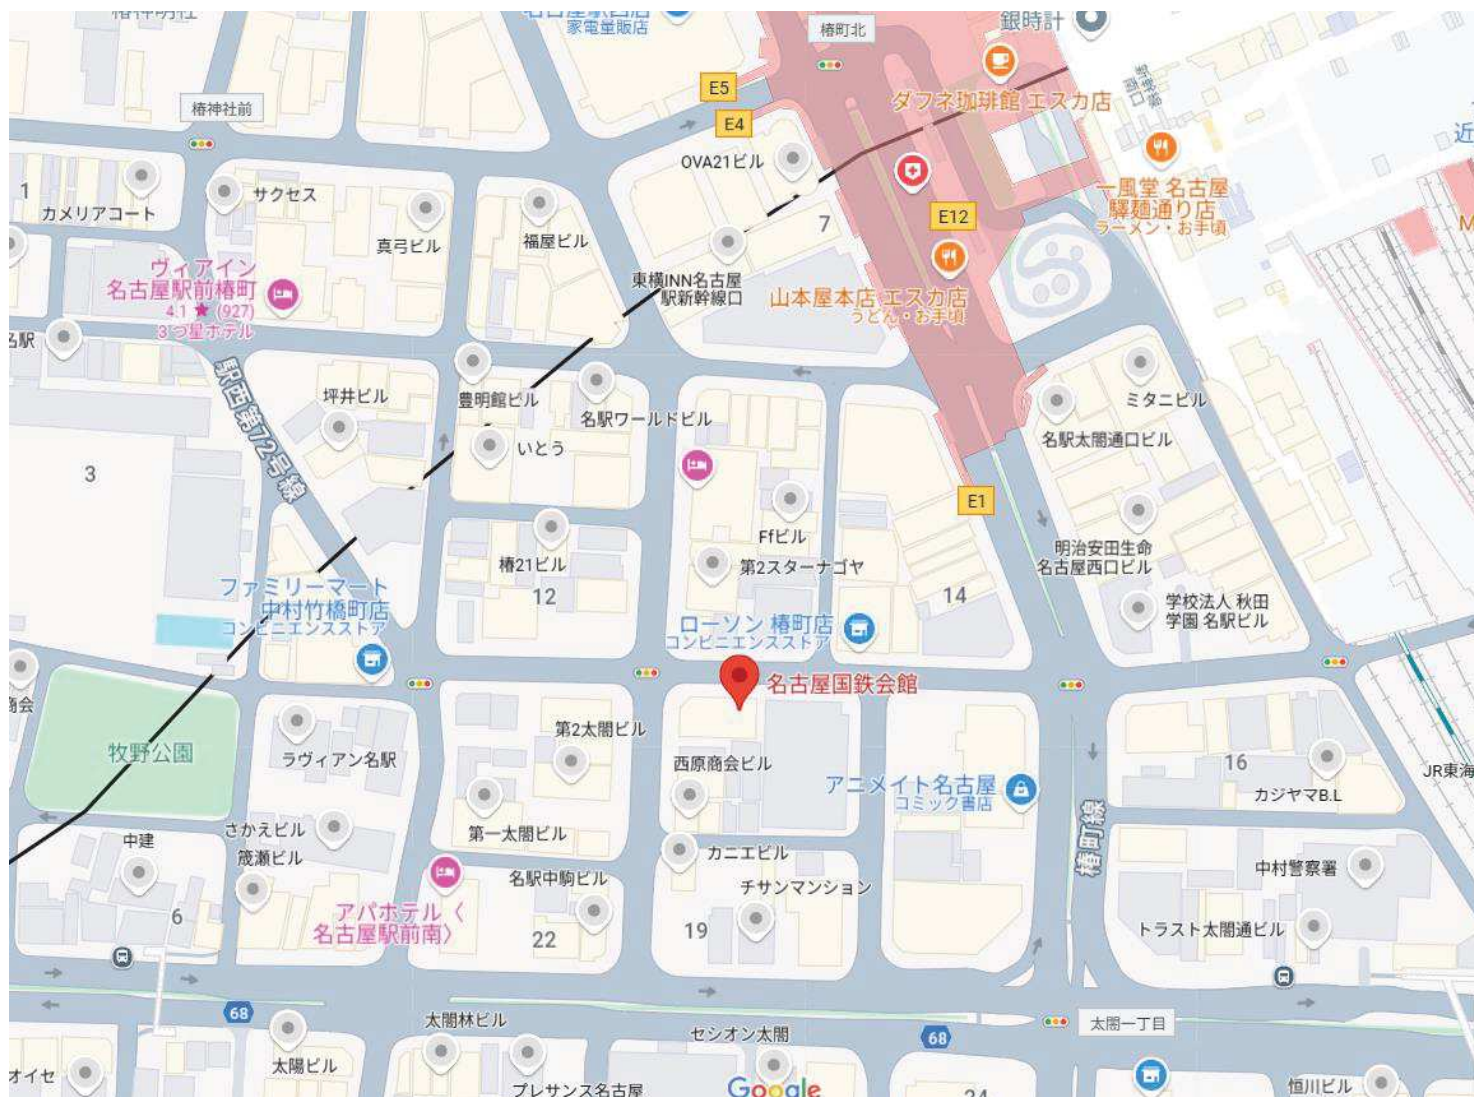 家電量販店
椿町北
銀時計
E5
椿神社前
E4
ダフネ珈琲館 エスカ店
OVA21ビル
近
1
カメリアコート
サクセス
真弓ビル
福屋ビル
7
E12
一風堂 名古屋
驛麺通り店
ラーメン・お手頃
M
ヴィアイン
名古屋駅前椿町
4.1 ★ (927)
3 つ星ホテル
東横INN名古屋
駅新幹線口
山本屋本店 エスカ店
うどん・お手頃
名駅
駅西第72号線
坪井ビル
豊明館ビル
名駅ワールドビル
ミタニビル
名駅太閤通口ビル
いとう
3
E1
Ffビル
椿21ビル
第2スターナゴヤ
明治安田生命
名古屋西口ビル
12
14
学校法人 秋田
学園 名駅ビル
ファミリーマート
中村竹橋町店
コンビニエンスストア
ローソン 椿町店
コンビニエンスストア
名古屋国鉄会館
商会
牧野公園
ラヴィアン名駅
第2太閤ビル
西原商会ビル
アニメイト名古屋
コミック書店
16
カジヤマB.L
JR東海
椿町線
さかえビル
第一太閤ビル
中建
筬瀬ビル
カニエビル
名駅中駒ビル
チサンマンション
中村警察署
6
アパホテル〈
名古屋駅前南〉
22
19
トラスト太閤通ビル
68
太閤林ビル
セシオン太閤
68
太閤一丁目
オイセ
太陽ビル
プレサンス名古屋
Google
24
恒川ビル